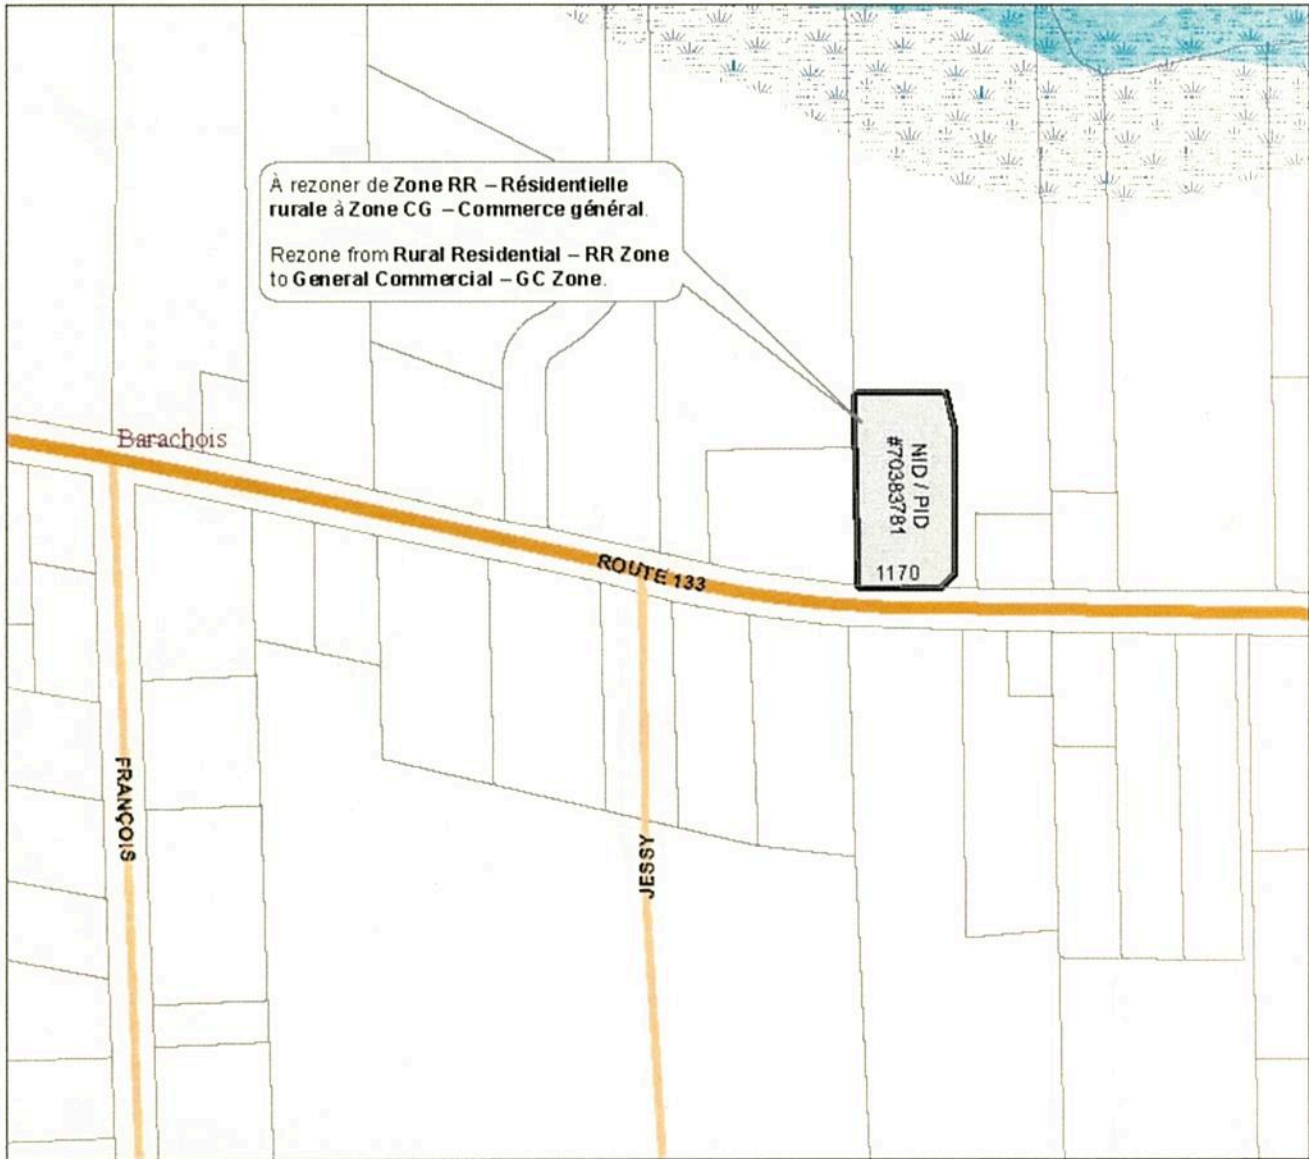 À rezoner de Zone RR – Résidentielle
rurale à Zone CG – Commerce général.
Rezone from Rural Residential – RR Zone
to General Commercial – GC Zone.
Barachois
NID / PID
#70383781
1170
ROUTE 133
FRANÇOIS
JESSY